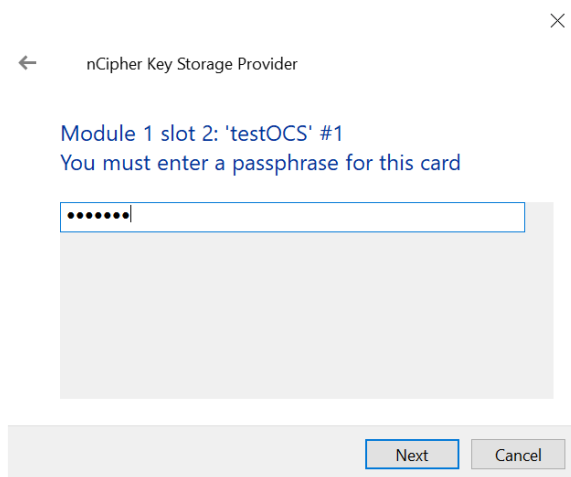 nCipher Key Storage Provider
Module 1 slot 2: 'testOCS' #1
You must enter a passphrase for this card
•••••••
Next
Cancel